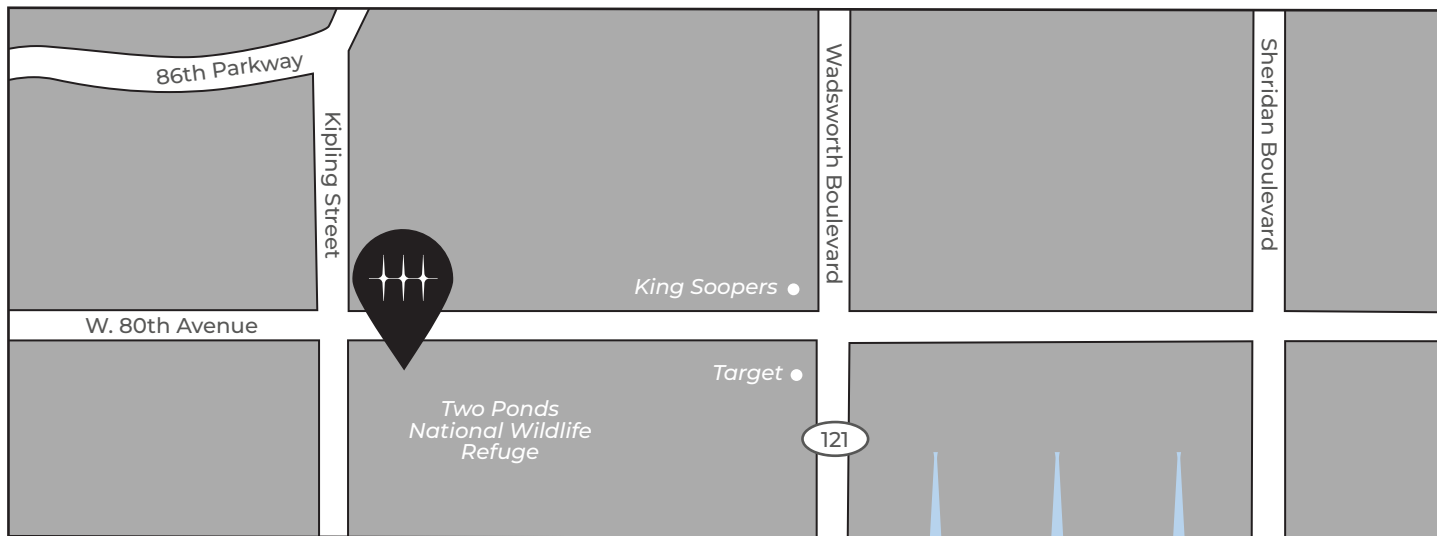 86th Parkway
Kipling Street
Wadsworth Boulevard
Sheridan Boulevard
King Soopers
W. 80th Avenue
Target
Two Ponds
National Wildlife
Refuge
121